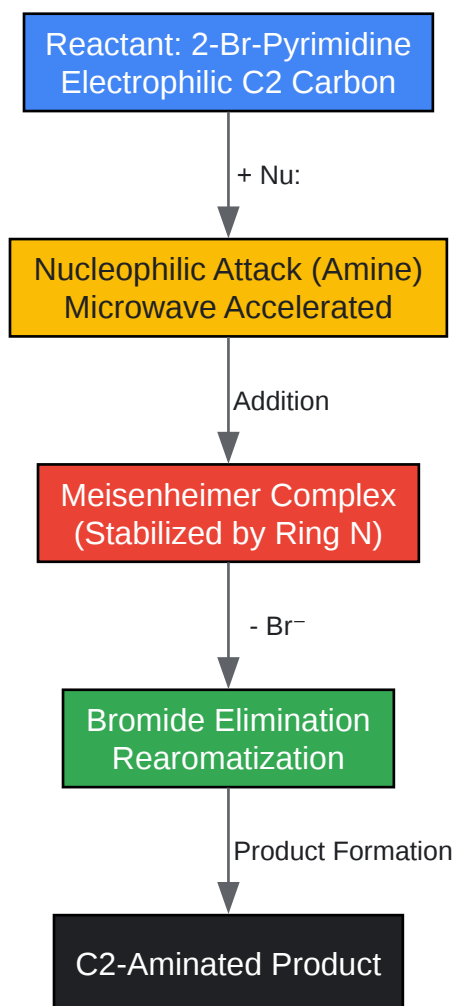 Reactant: 2-Br-Pyrimidine
Electrophilic C2 Carbon
+ Nu:
Nucleophilic Attack (Amine)
Microwave Accelerated
Addition
Meisenheimer Complex
(Stabilized by Ring N)
- Br⁻
Bromide Elimination
Rearomatization
Product Formation
C2-Aminated Product